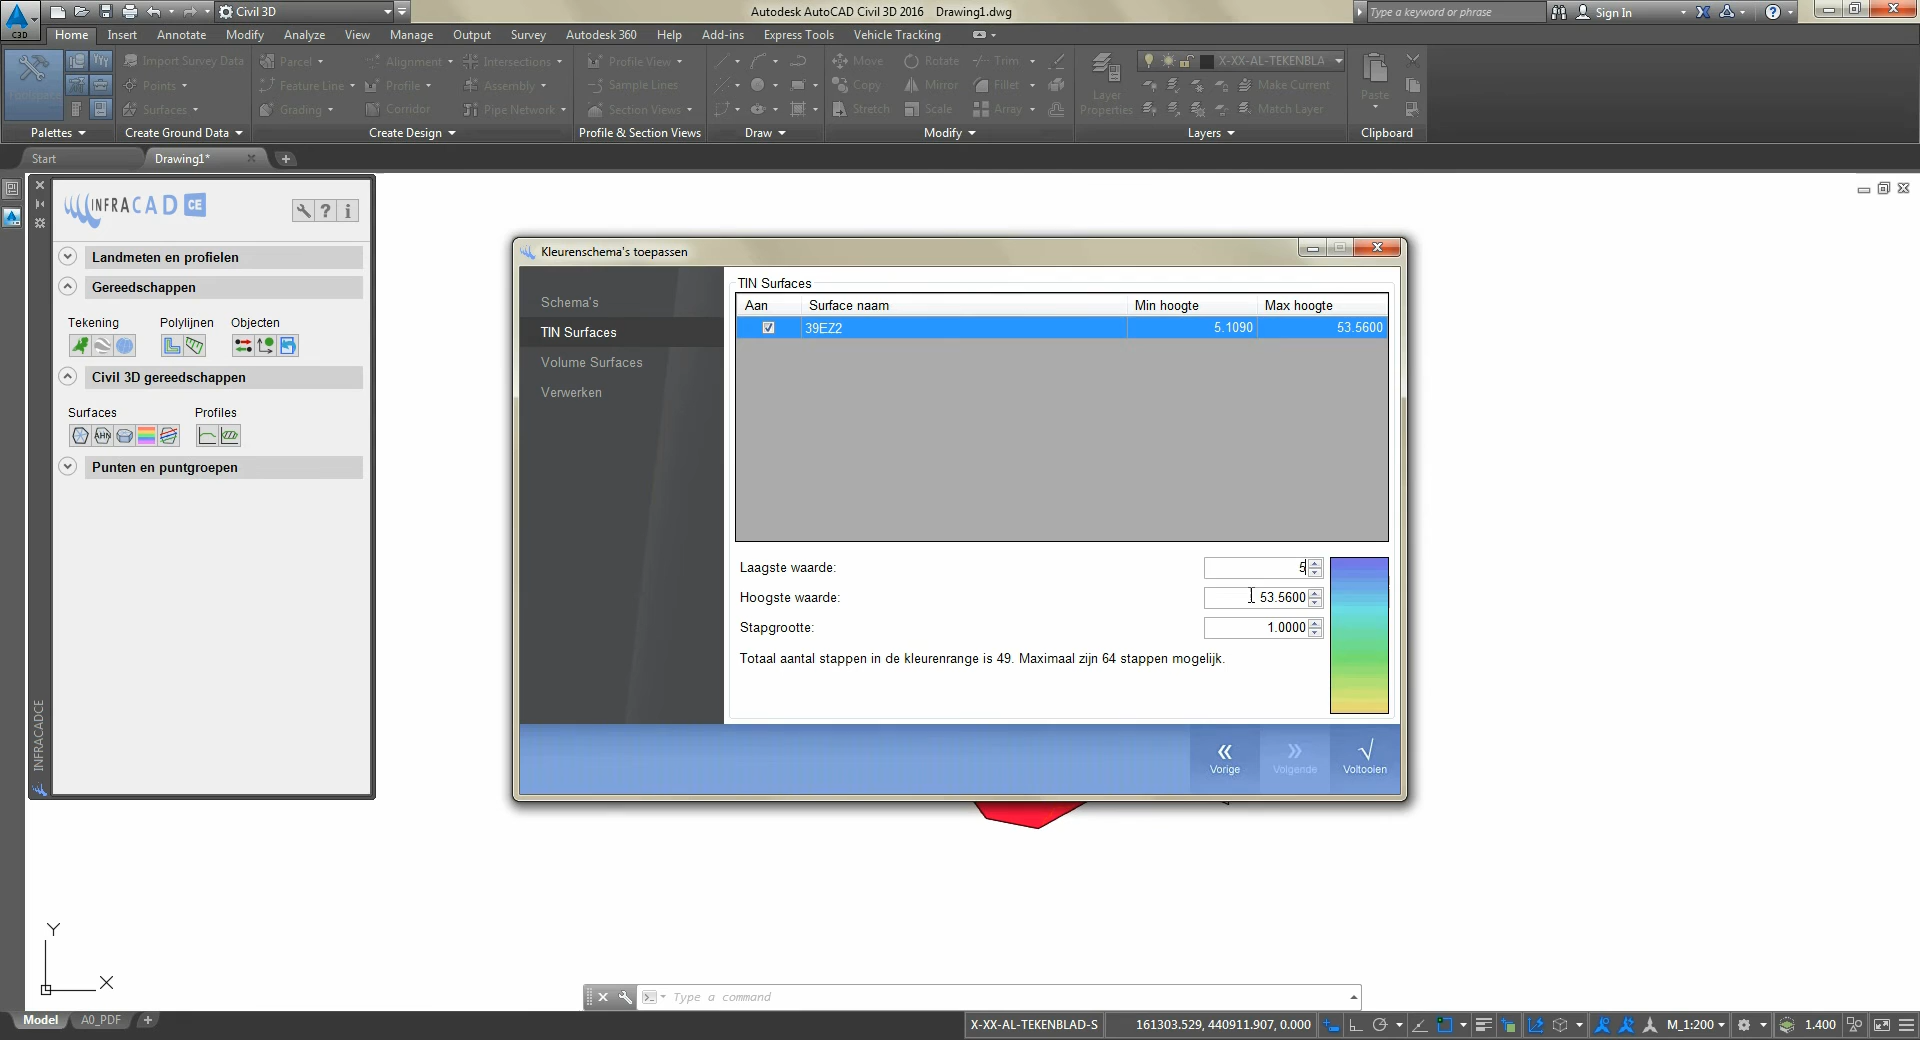 Civil 3D
Autodesk AutoCAD Civil 3D 2016 Drawing1.dwg
Type a keyword or phrase
Sign In
C3D
Home Insert Annotate Modify Analyze View Manage Output Survey Autodesk 360 Help Add-ins Express Tools Vehicle Tracking
Import Survey Data Parcel Alignment Intersections Profile View Move Rotate Trim X-XX-AL-TEKENBLA
Points Feature Line Profile Assembly Sample Lines Copy Mirror Fillet Make Current
Surfaces Grading Corridor Pipe Network Section Views Stretch Scale Array Match Layer
Layer Properties
Paste
Palettes Create Ground Data Create Design Profile & Section Views Draw Modify Layers Clipboard
Start Drawing1*
INFRACAD CE
Landmeten en profielen
Gereedschappen
Tekening Polylijnen Objecten
Civil 3D gereedschappen
Surfaces Profiles
AHN
Punten en puntgroepen
INFRACADCE
Kleurenschema's toepassen
Schema's
TIN Surfaces
Volume Surfaces
Verwerken
TIN Surfaces
Aan Surface naam Min hoogte Max hoogte
39EZ2 5.1090 53.5600
Laagste waarde: 5
Hoogste waarde: 53.5600
Stapgrootte: 1.0000
Totaal aantal stappen in de kleurenrange is 49. Maximaal zijn 64 stappen mogelijk.
Vorige Volgende Voltooien
Y
X
Type a command
Model A0_PDF
X-XX-AL-TEKENBLAD-S 161303.529, 440911.907, 0.000 M_1:200 1.400